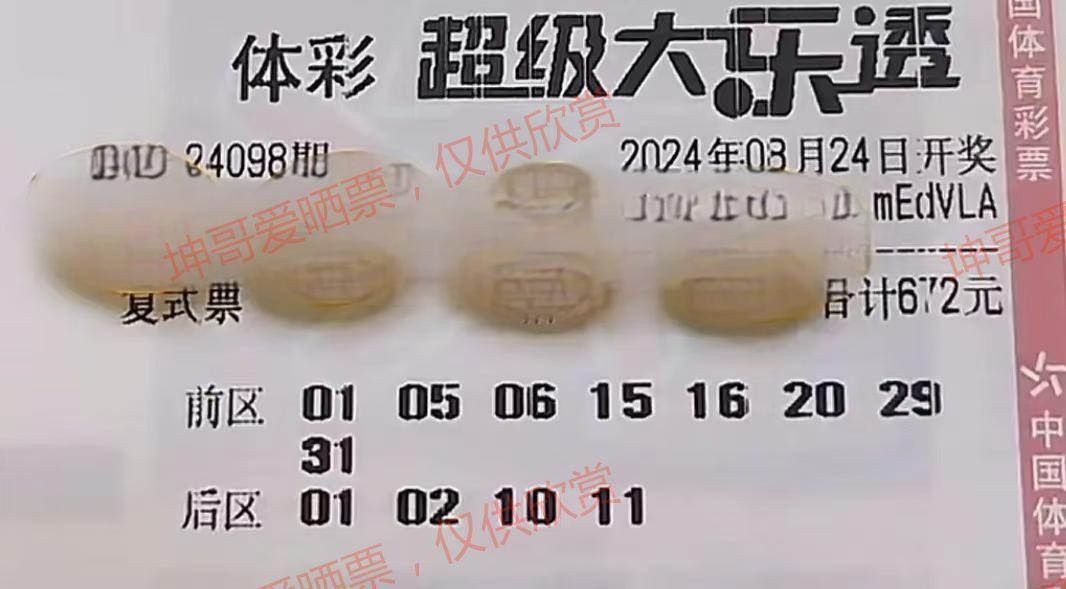 体彩 超级大乐透
24098期 2024年08月24日开奖
mEdVLA
复式票 合计672元
前区 01 05 06 15 16 20 29
31
后区 01 02 10 11
坤哥爱晒票，仅供欣赏
坤哥爱
坤哥爱晒票，仅供欣赏
国体育彩票
中国体育